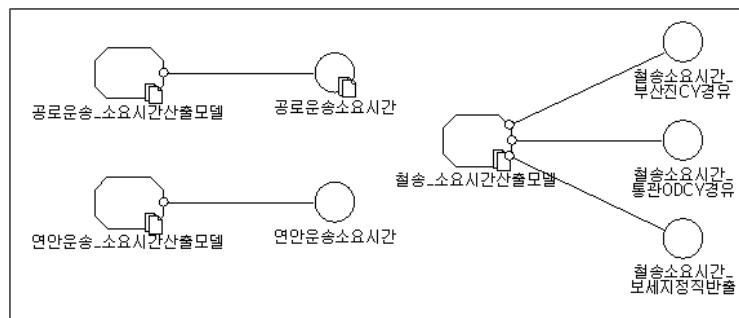 공로운송_소요시간산출모델
공로운송소요시간
연안운송_소요시간산출모델
연안운송소요시간
철송_소요시간산출모델
철송소요시간_
부산진CY경유
철송소요시간_
통관ODCY경유
철송소요시간_
보세지정직반출